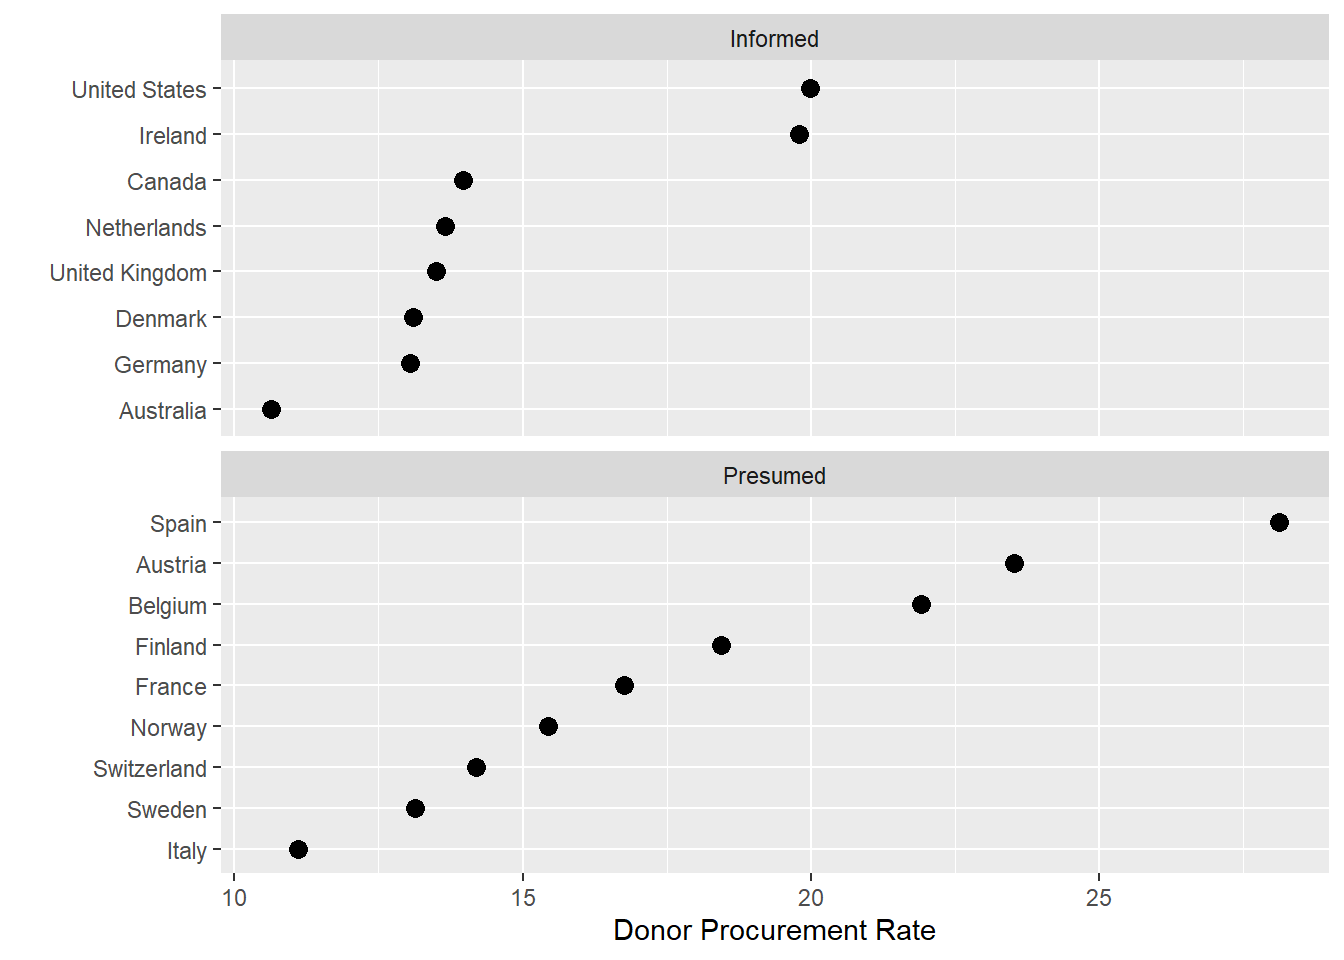 Informed
United States
Ireland
Canada
Netherlands
United Kingdom
Denmark
Germany
Australia
Presumed
Spain
Austria
Belgium
Finland
France
Norway
Switzerland
Sweden
Italy
10 15 20 25
Donor Procurement Rate